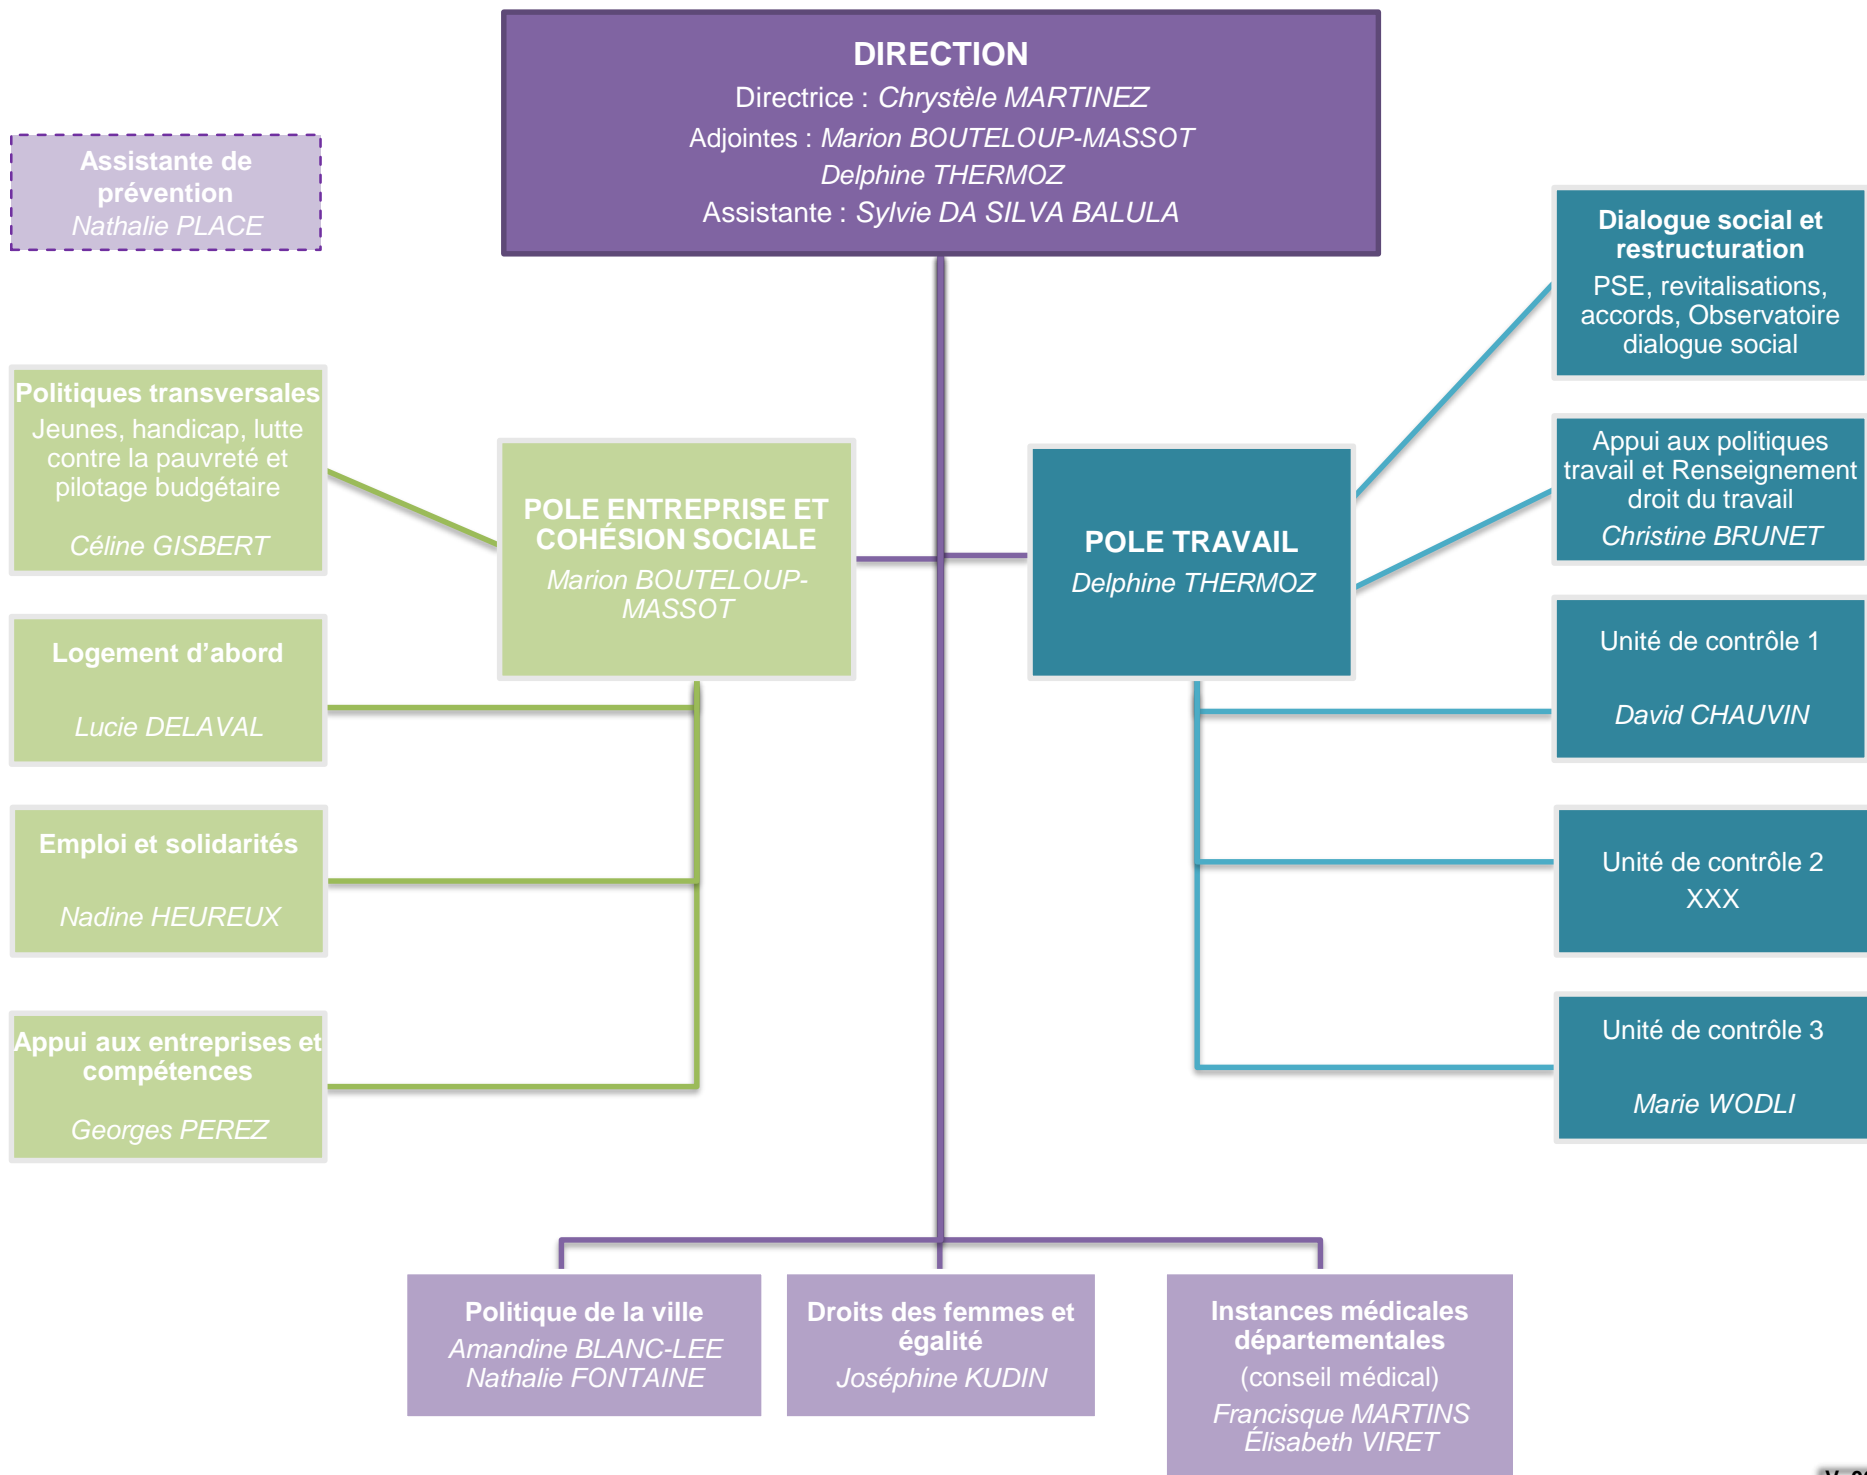 DIRECTION
Directrice : Chrystèle MARTINEZ
Adjointes : Marion BOUTELOUP-MASSOT
Delphine THERMOZ
Assistante : Sylvie DA SILVA BALULA
Assistante de
prévention
Nathalie PLACE
Politiques transversales
Jeunes, handicap, lutte
contre la pauvreté et
pilotage budgétaire
Céline GISBERT
Logement d’abord
Lucie DELAVAL
Emploi et solidarités
Nadine HEUREUX
Appui aux entreprises et
compétences
Georges PEREZ
POLE ENTREPRISE ET
COHÉSION SOCIALE
Marion BOUTELOUP-
MASSOT
POLE TRAVAIL
Delphine THERMOZ
Dialogue social et
restructuration
PSE, revitalisations,
accords, Observatoire
dialogue social
Appui aux politiques
travail et Renseignement
droit du travail
Christine BRUNET
Unité de contrôle 1
David CHAUVIN
Unité de contrôle 2
XXX
Unité de contrôle 3
Marie WODLI
Politique de la ville
Amandine BLANC-LEE
Nathalie FONTAINE
Droits des femmes et
égalité
Joséphine KUDIN
Instances médicales
départementales
(conseil médical)
Francisque MARTINS
Élisabeth VIRET